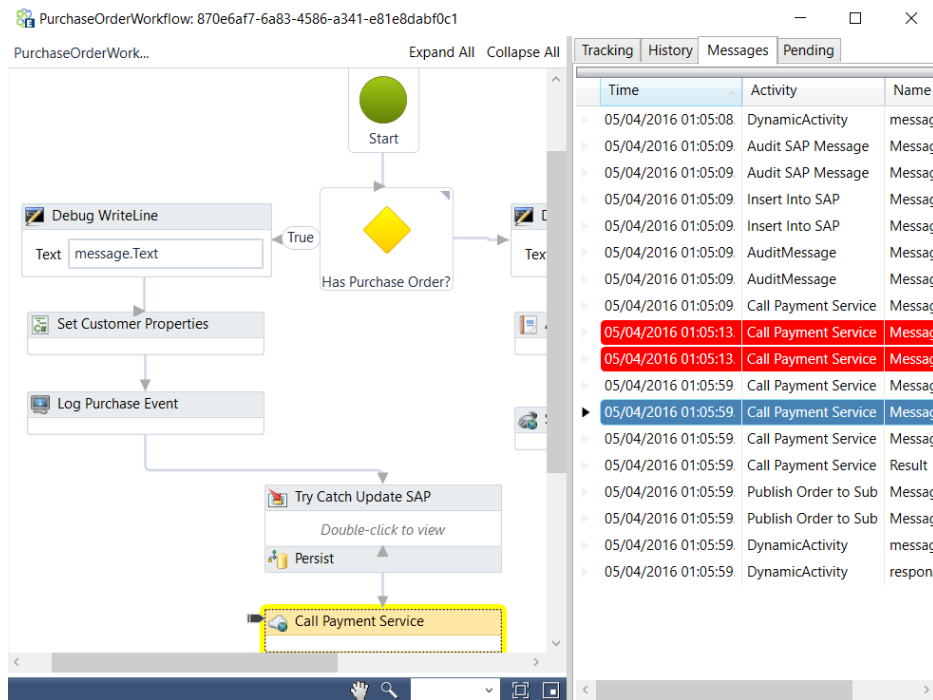 PurchaseOrderWorkflow: 870e6af7-6a83-4586-a341-e81e8dabf0c1
PurchaseOrderWork... Expand All Collapse All
Start
Debug WriteLine
Text message.Text
True
Has Purchase Order?
Text
Set Customer Properties
Log Purchase Event
Try Catch Update SAP
Double-click to view
Persist
Call Payment Service
Tracking History Messages Pending
Time Activity Name
05/04/2016 01:05:08. DynamicActivity messag
05/04/2016 01:05:09. Audit SAP Message Messag
05/04/2016 01:05:09. Audit SAP Message Messag
05/04/2016 01:05:09. Insert Into SAP Messag
05/04/2016 01:05:09. Insert Into SAP Messag
05/04/2016 01:05:09. AuditMessage Messag
05/04/2016 01:05:09. AuditMessage Messag
05/04/2016 01:05:09. Call Payment Service Messag
05/04/2016 01:05:13. Call Payment Service Messag
05/04/2016 01:05:13. Call Payment Service Messag
05/04/2016 01:05:59. Call Payment Service Messag
05/04/2016 01:05:59. Call Payment Service Messag
05/04/2016 01:05:59. Call Payment Service Messag
05/04/2016 01:05:59. Call Payment Service Result
05/04/2016 01:05:59. Publish Order to Sub Messag
05/04/2016 01:05:59. Publish Order to Sub Messag
05/04/2016 01:05:59. DynamicActivity messag
05/04/2016 01:05:59. DynamicActivity respon